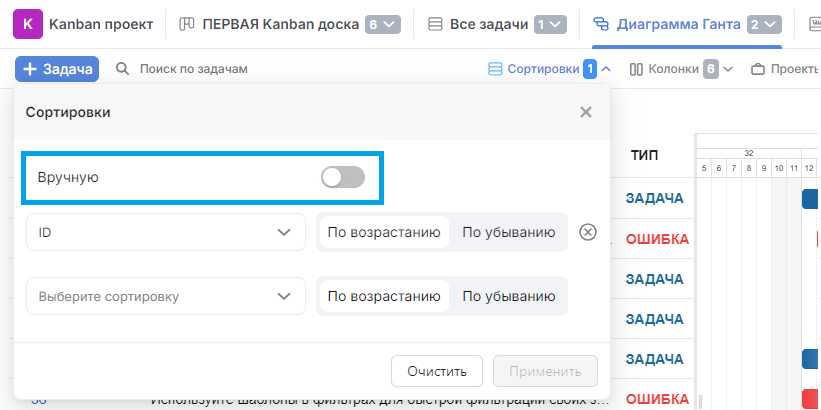 K Kanban проект ПЕРВАЯ Kanban доска 6 Все задачи 1 Диаграмма Ганта 2
+ Задача Поиск по задачам Сортировки 1 Колонки 6 Проекты
Сортировки
ТИП 32
5 6 7 8 9 10 11 12
Вручную
ЗАДАЧА
ID По возрастанию По убыванию
ОШИБКА
ЗАДАЧА
Выберите сортировку По возрастанию По убыванию
ЗАДАЧА
ЗАДАЧА
Очистить Применить
Используйте шаблоны в фильтрах для быстрой фильтрации своих з... ОШИБКА